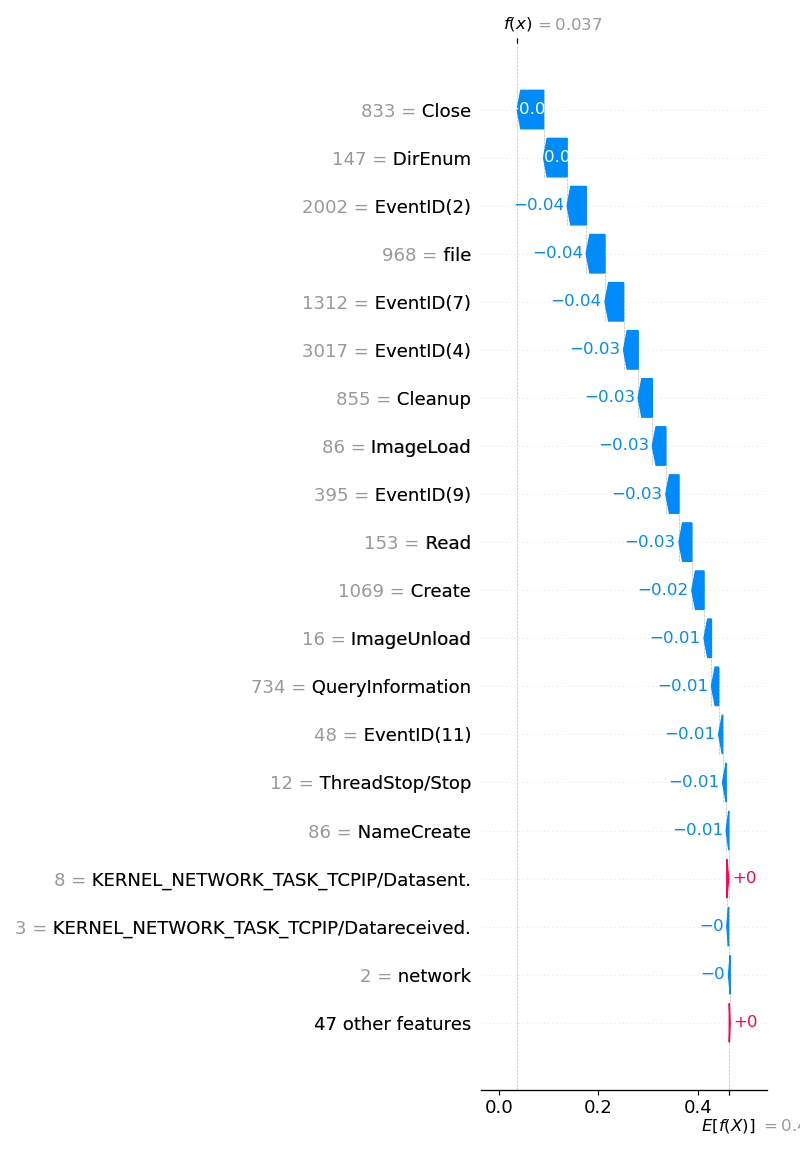 f(x) = 0.037
833 = Close
147 = DirEnum
2002 = EventID(2) −0.04
968 = file −0.04
1312 = EventID(7) −0.04
3017 = EventID(4) −0.03
855 = Cleanup −0.03
86 = ImageLoad −0.03
395 = EventID(9) −0.03
153 = Read −0.03
1069 = Create −0.02
16 = ImageUnload −0.01
734 = QueryInformation −0.01
48 = EventID(11) −0.01
12 = ThreadStop/Stop −0.01
86 = NameCreate −0.01
8 = KERNEL_NETWORK_TASK_TCPIP/Datasent. +0
3 = KERNEL_NETWORK_TASK_TCPIP/Datareceived. −0
2 = network −0
47 other features +0
0.0 0.2 0.4
E[f(X)] = 0.4